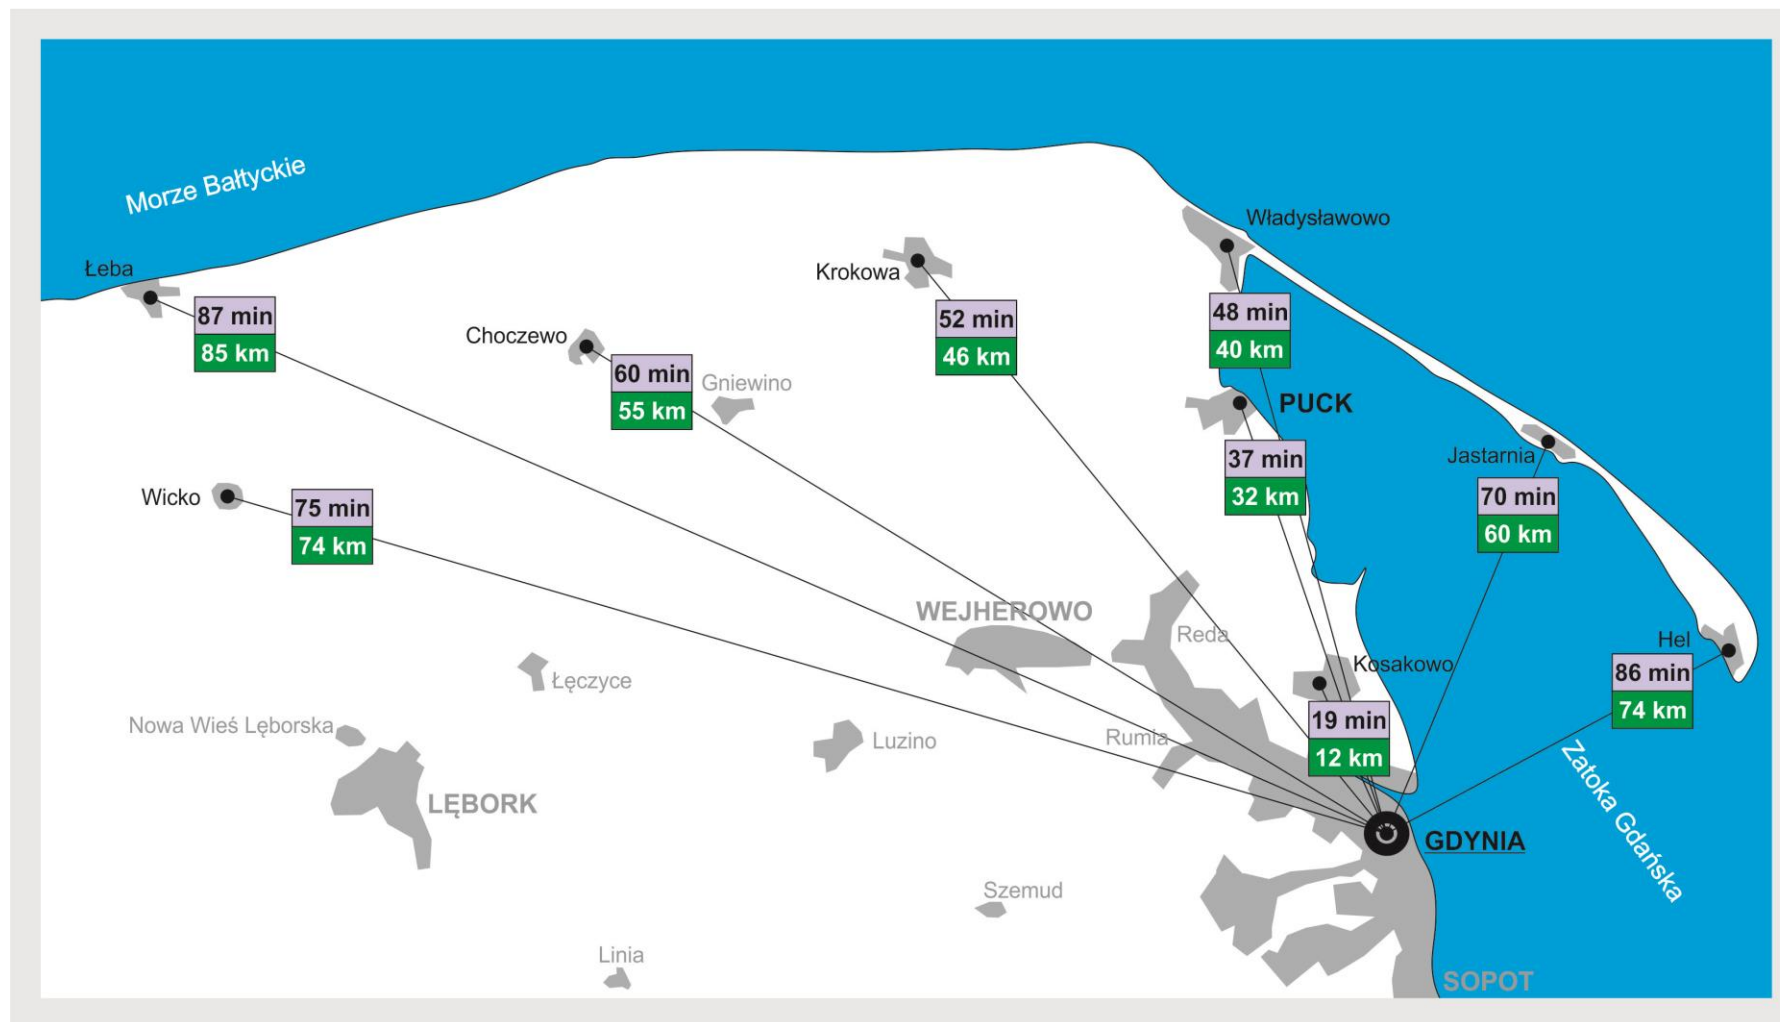 Morze Bałtyckie
Władysławowo
Łeba
Krokowa
87 min
85 km
Choczewo
52 min
46 km
48 min
40 km
60 min
55 km
Gniewino
PUCK
Jastarnia
37 min
32 km
70 min
60 km
Wicko
75 min
74 km
WEJHEROWO
Reda
Hel
Kosakowo
86 min
74 km
Łęczyce
Nowa Wieś Lęborska
Luzino
Rumia
19 min
12 km
LĘBORK
Zatoka Gdańska
GDYNIA
Szemud
Linia
SOPOT